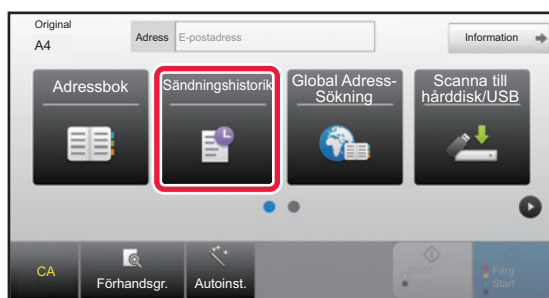 Original
A4
Adress
E-postadress
Information
Adressbok
Sändningshistorik
Global Adress-
Sökning
Scanna till
hårddisk/USB
CA
Förhandsgr.
Autoinst.
Färg
Start